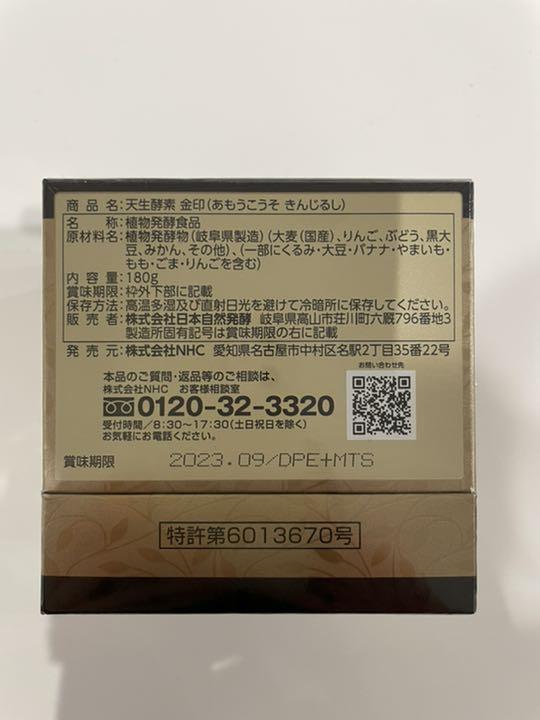 商品名:天生酵素 金印(あもうこうそ きんじるし)
名称:植物発酵食品
原材料名:植物発酵物(岐阜県製造)(大麦(国産)、りんご、ぶどう、黒大
豆、みかん、その他)、(一部にくるみ・大豆・バナナ・やまいも・
もも・ごま・りんごを含む)
内容量:180g
賞味期限:枠外下部に記載
保存方法:高温多湿及び直射日光を避けて冷暗所に保存してください。
販売者:株式会社日本自然発酵 岐阜県高山市荘川町六厩796番地3
製造所固有記号は賞味期限の右に記載
発売元:株式会社NHC 愛知県名古屋市中村区名駅2丁目35番22号
お問い合わせ先
本品のご質問・返品等のご相談は、
株式会社NHC お客様相談室
0120-32-3320
受付時間/8:30〜17:30(土日祝日を除く)
お気軽にお電話ください。
賞味期限 2023.09/DPE+MTS
特許第6013670号